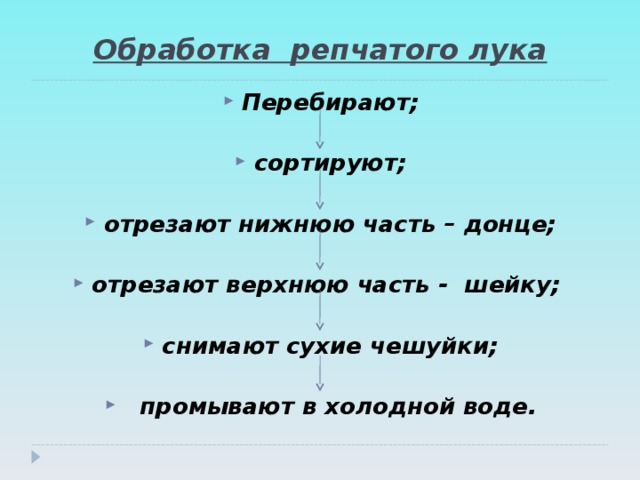 Обработка репчатого лука
Перебирают;
сортируют;
отрезают нижнюю часть – донце;
отрезают верхнюю часть - шейку;
снимают сухие чешуйки;
промывают в холодной воде.